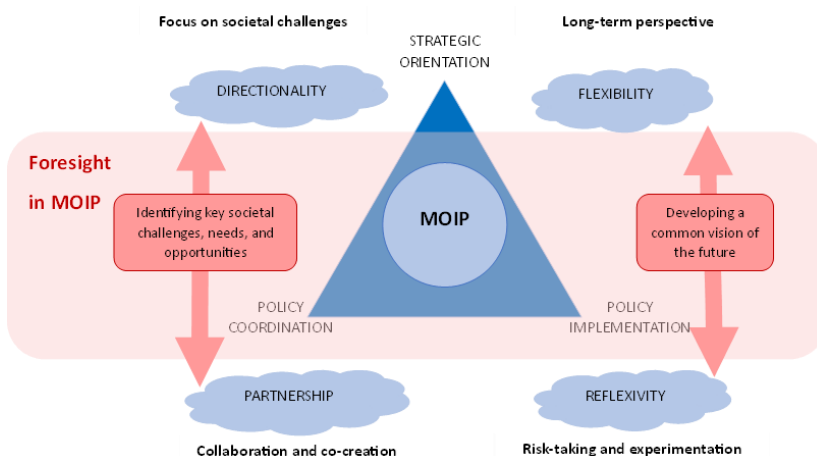 Focus on societal challenges
Long-term perspective
STRATEGIC
ORIENTATION
DIRECTIONALITY
FLEXIBILITY
Foresight
in MOIP
Identifying key societal
challenges, needs, and
opportunities
MOIP
Developing a
common vision of
the future
POLICY
COORDINATION
POLICY
IMPLEMENTATION
PARTNERSHIP
REFLEXIVITY
Collaboration and co-creation
Risk-taking and experimentation